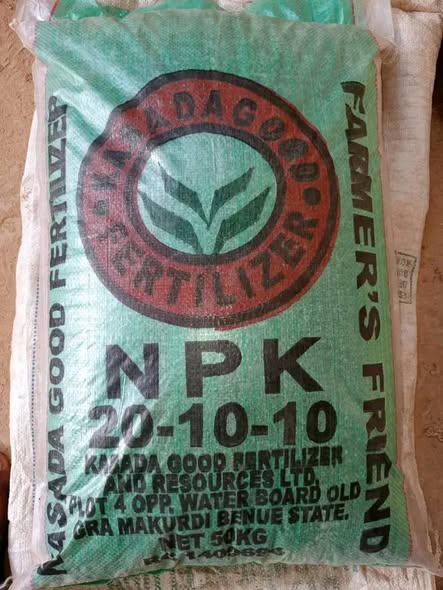 KASADAGOOD
FERTILIZER
KASADA GOOD FERTILIZER
FARMER'S FRIEND
NPK
20-10-10
KASADA GOOD FERTILIZER
AND RESOURCES LTD.
PLOT 4 OPP. WATER BOARD OLD
GRA MAKURDI BENUE STATE.
NET 50KG